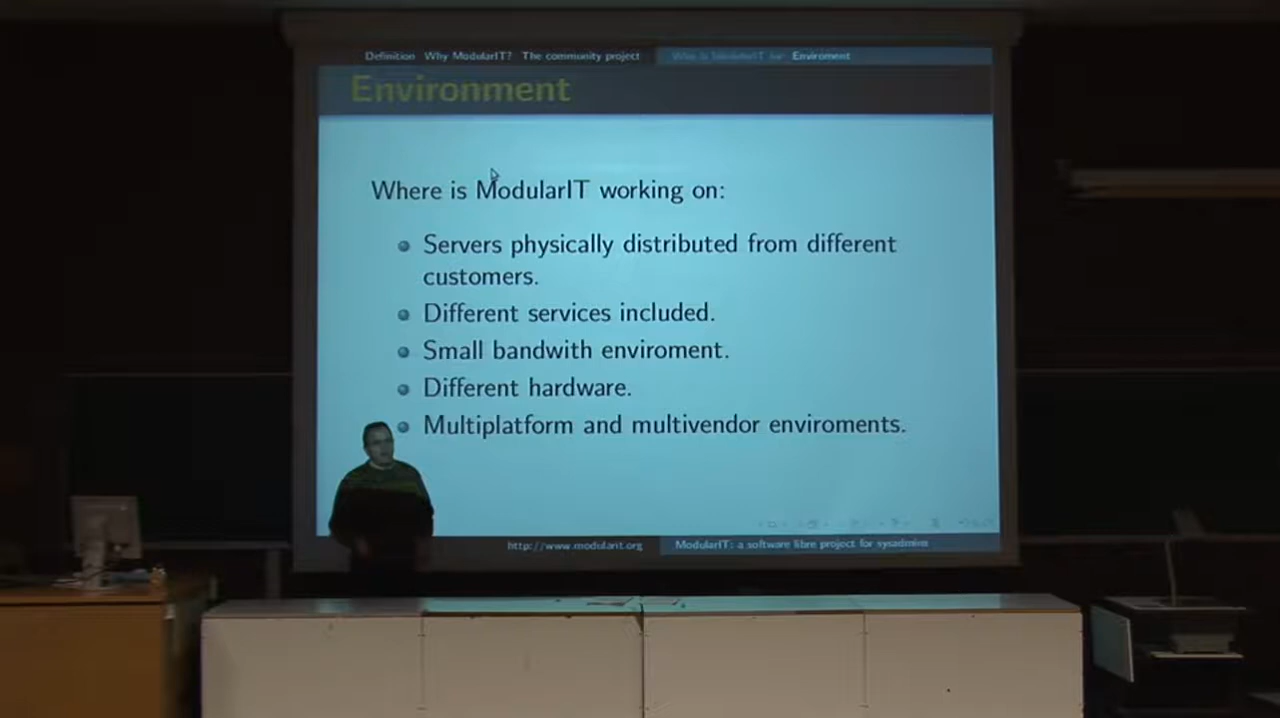 Definition Why ModularIT? The community project Who is ModularIT for Enviroment
Environment
Where is ModularIT working on:
Servers physically distributed from different
customers.
Different services included.
Small bandwith enviroment.
Different hardware.
Multiplatform and multivendor enviroments.
http://www.modularit.org ModularIT: a software libre project for sysadmins